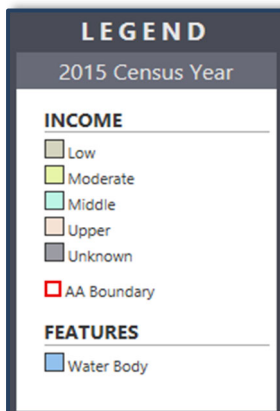 LEGEND
2015 Census Year
INCOME
Low
Moderate
Middle
Upper
Unknown
AA Boundary
FEATURES
Water Body